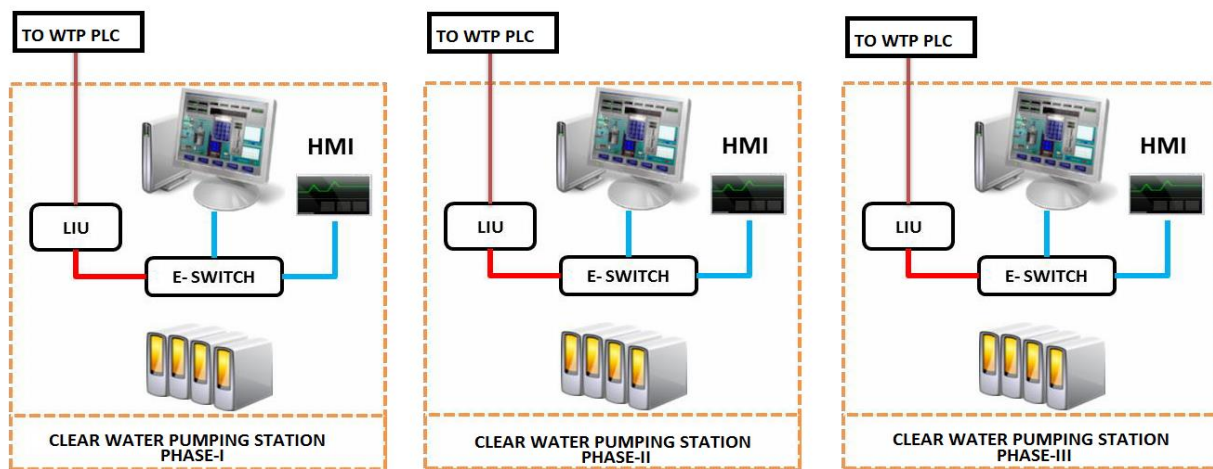 TO WTP PLC
HMI
LIU
E- SWITCH
CLEAR WATER PUMPING STATION
PHASE-I
TO WTP PLC
HMI
LIU
E- SWITCH
CLEAR WATER PUMPING STATION
PHASE-II
TO WTP PLC
HMI
LIU
E- SWITCH
CLEAR WATER PUMPING STATION
PHASE-III